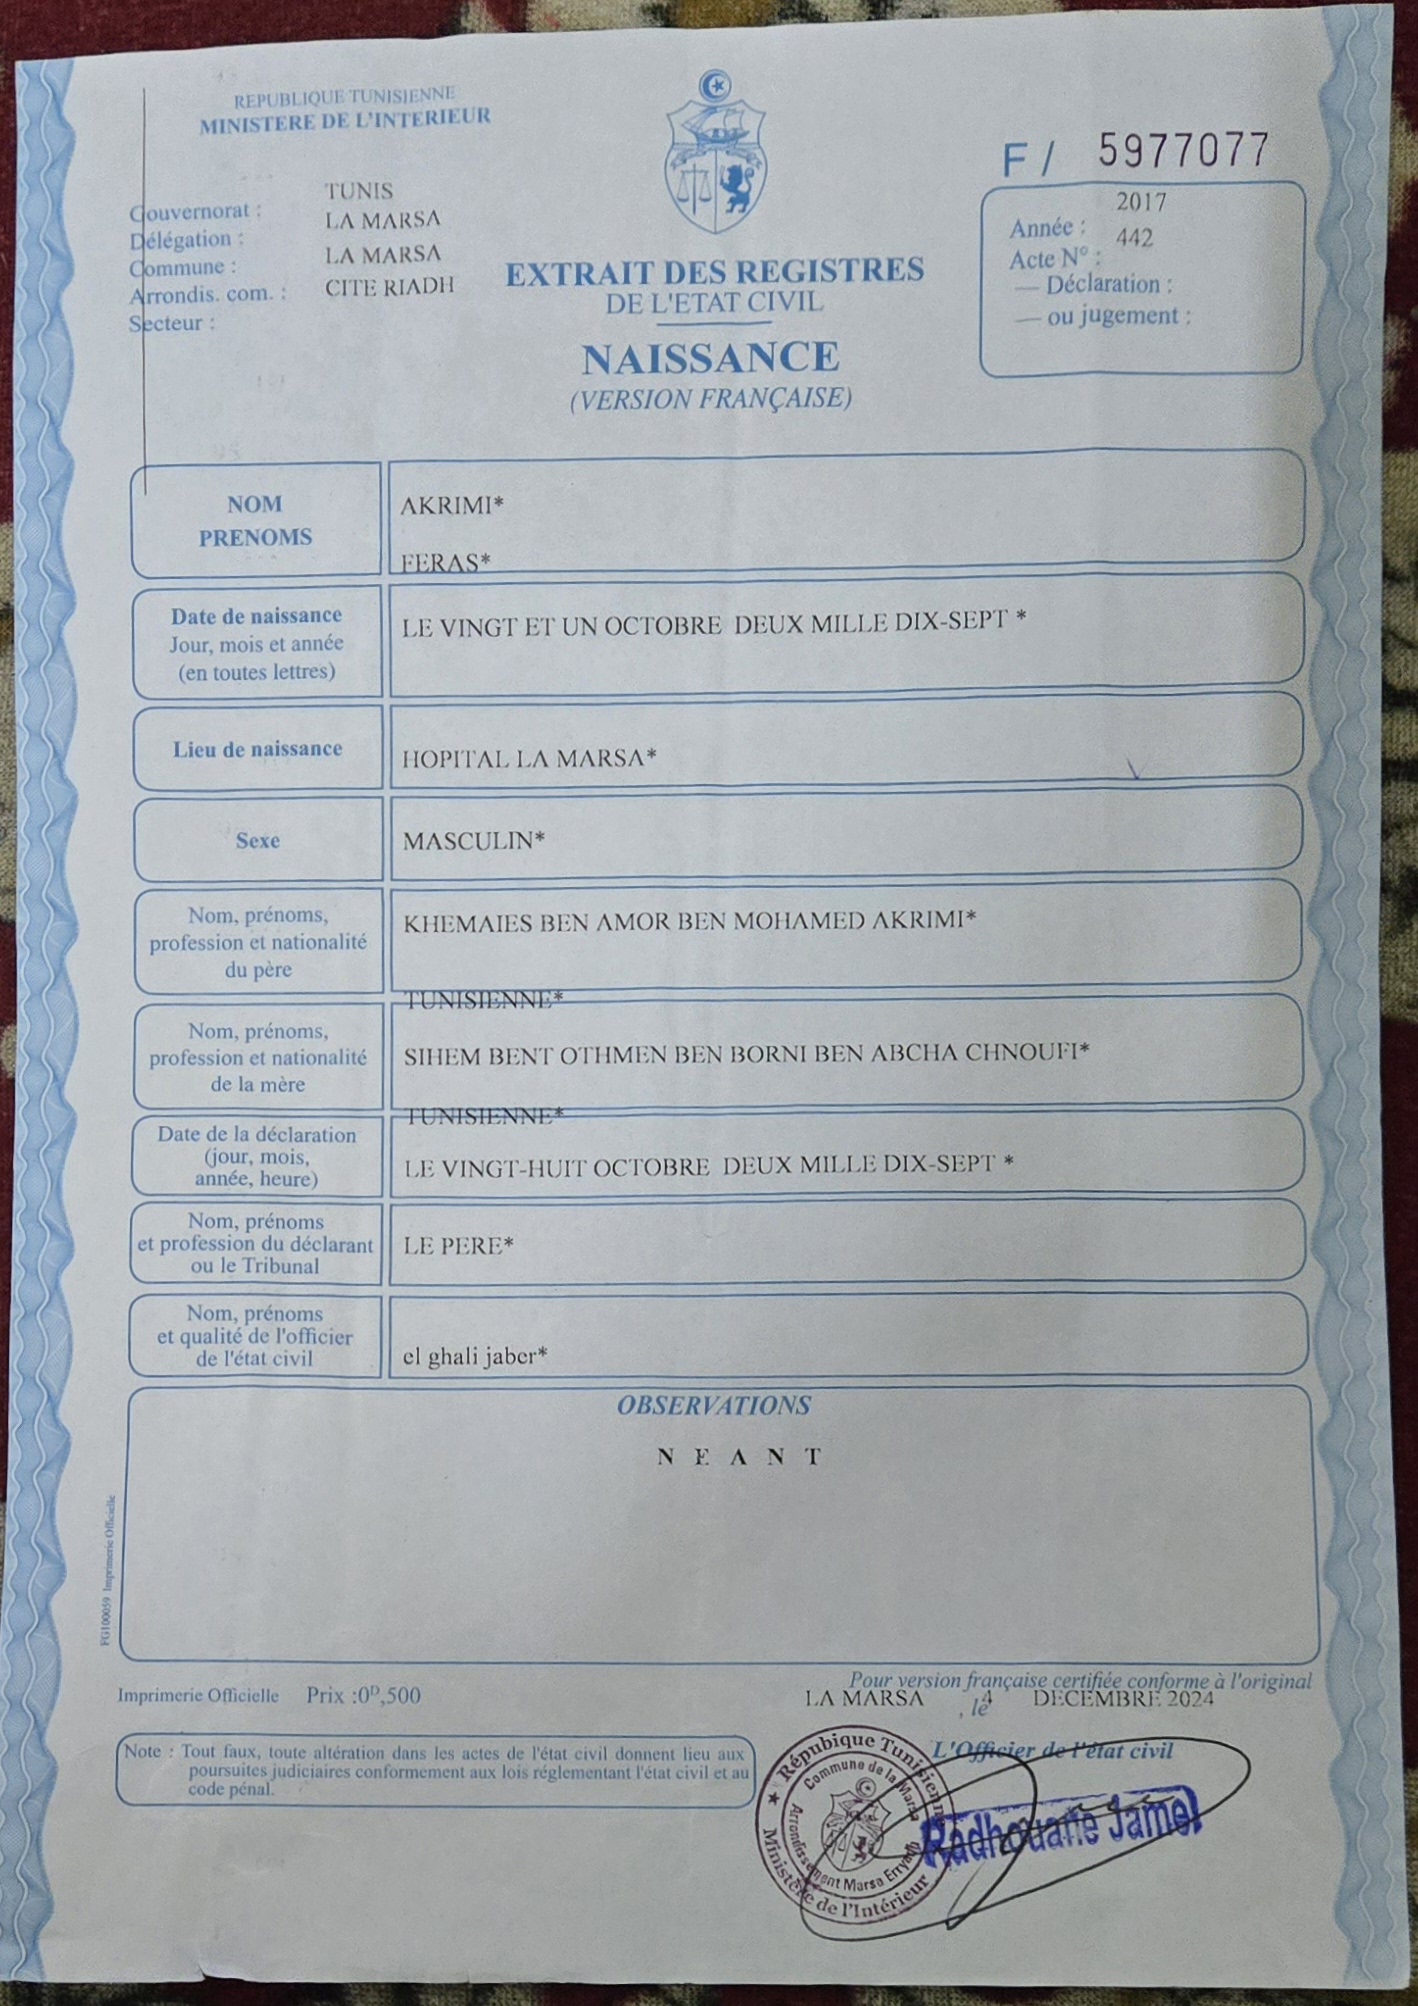 REPUBLIQUE TUNISIENNE
MINISTERE DE L'INTERIEUR
F / 5977077
Gouvernorat : TUNIS
Délégation : LA MARSA
Commune : LA MARSA
Arrondis. com. : CITE RIADH
Secteur :
Année : 2017
Acte N° : 442
— Déclaration :
— ou jugement :
EXTRAIT DES REGISTRES
DE L'ETAT CIVIL
NAISSANCE
(VERSION FRANÇAISE)
NOM AKRIMI*
PRENOMS FERAS*
Date de naissance
Jour, mois et année
(en toutes lettres)
LE VINGT ET UN OCTOBRE DEUX MILLE DIX-SEPT *
Lieu de naissance HOPITAL LA MARSA*
Sexe MASCULIN*
Nom, prénoms,
profession et nationalité
du père
KHEMAIES BEN AMOR BEN MOHAMED AKRIMI*
TUNISIENNE*
Nom, prénoms,
profession et nationalité
de la mère
SIHEM BENT OTHMEN BEN BORNI BEN ABCHA CHNOUFI*
TUNISIENNE*
Date de la déclaration
(jour, mois,
année, heure)
LE VINGT-HUIT OCTOBRE DEUX MILLE DIX-SEPT *
Nom, prénoms
et profession du déclarant
ou le Tribunal
LE PERE*
Nom, prénoms
et qualité de l'officier
de l'état civil
el ghali jaber*
OBSERVATIONS
N E A N T
FG100059 Imprimerie Officielle
Imprimerie Officielle Prix :0D,500
Pour version française certifiée conforme à l'original
LA MARSA , le 4 DECEMBRE 2024
Note : Tout faux, toute altération dans les actes de l'état civil donnent lieu aux
poursuites judiciaires conformement aux lois réglementant l'état civil et au
code pénal.
L'Officier de l'état civil
République Tunisienne
Ministère de l'Intérieur
Commune de la Marsa
Arrondissement Marsa Erryadh
Radhouane Jamel